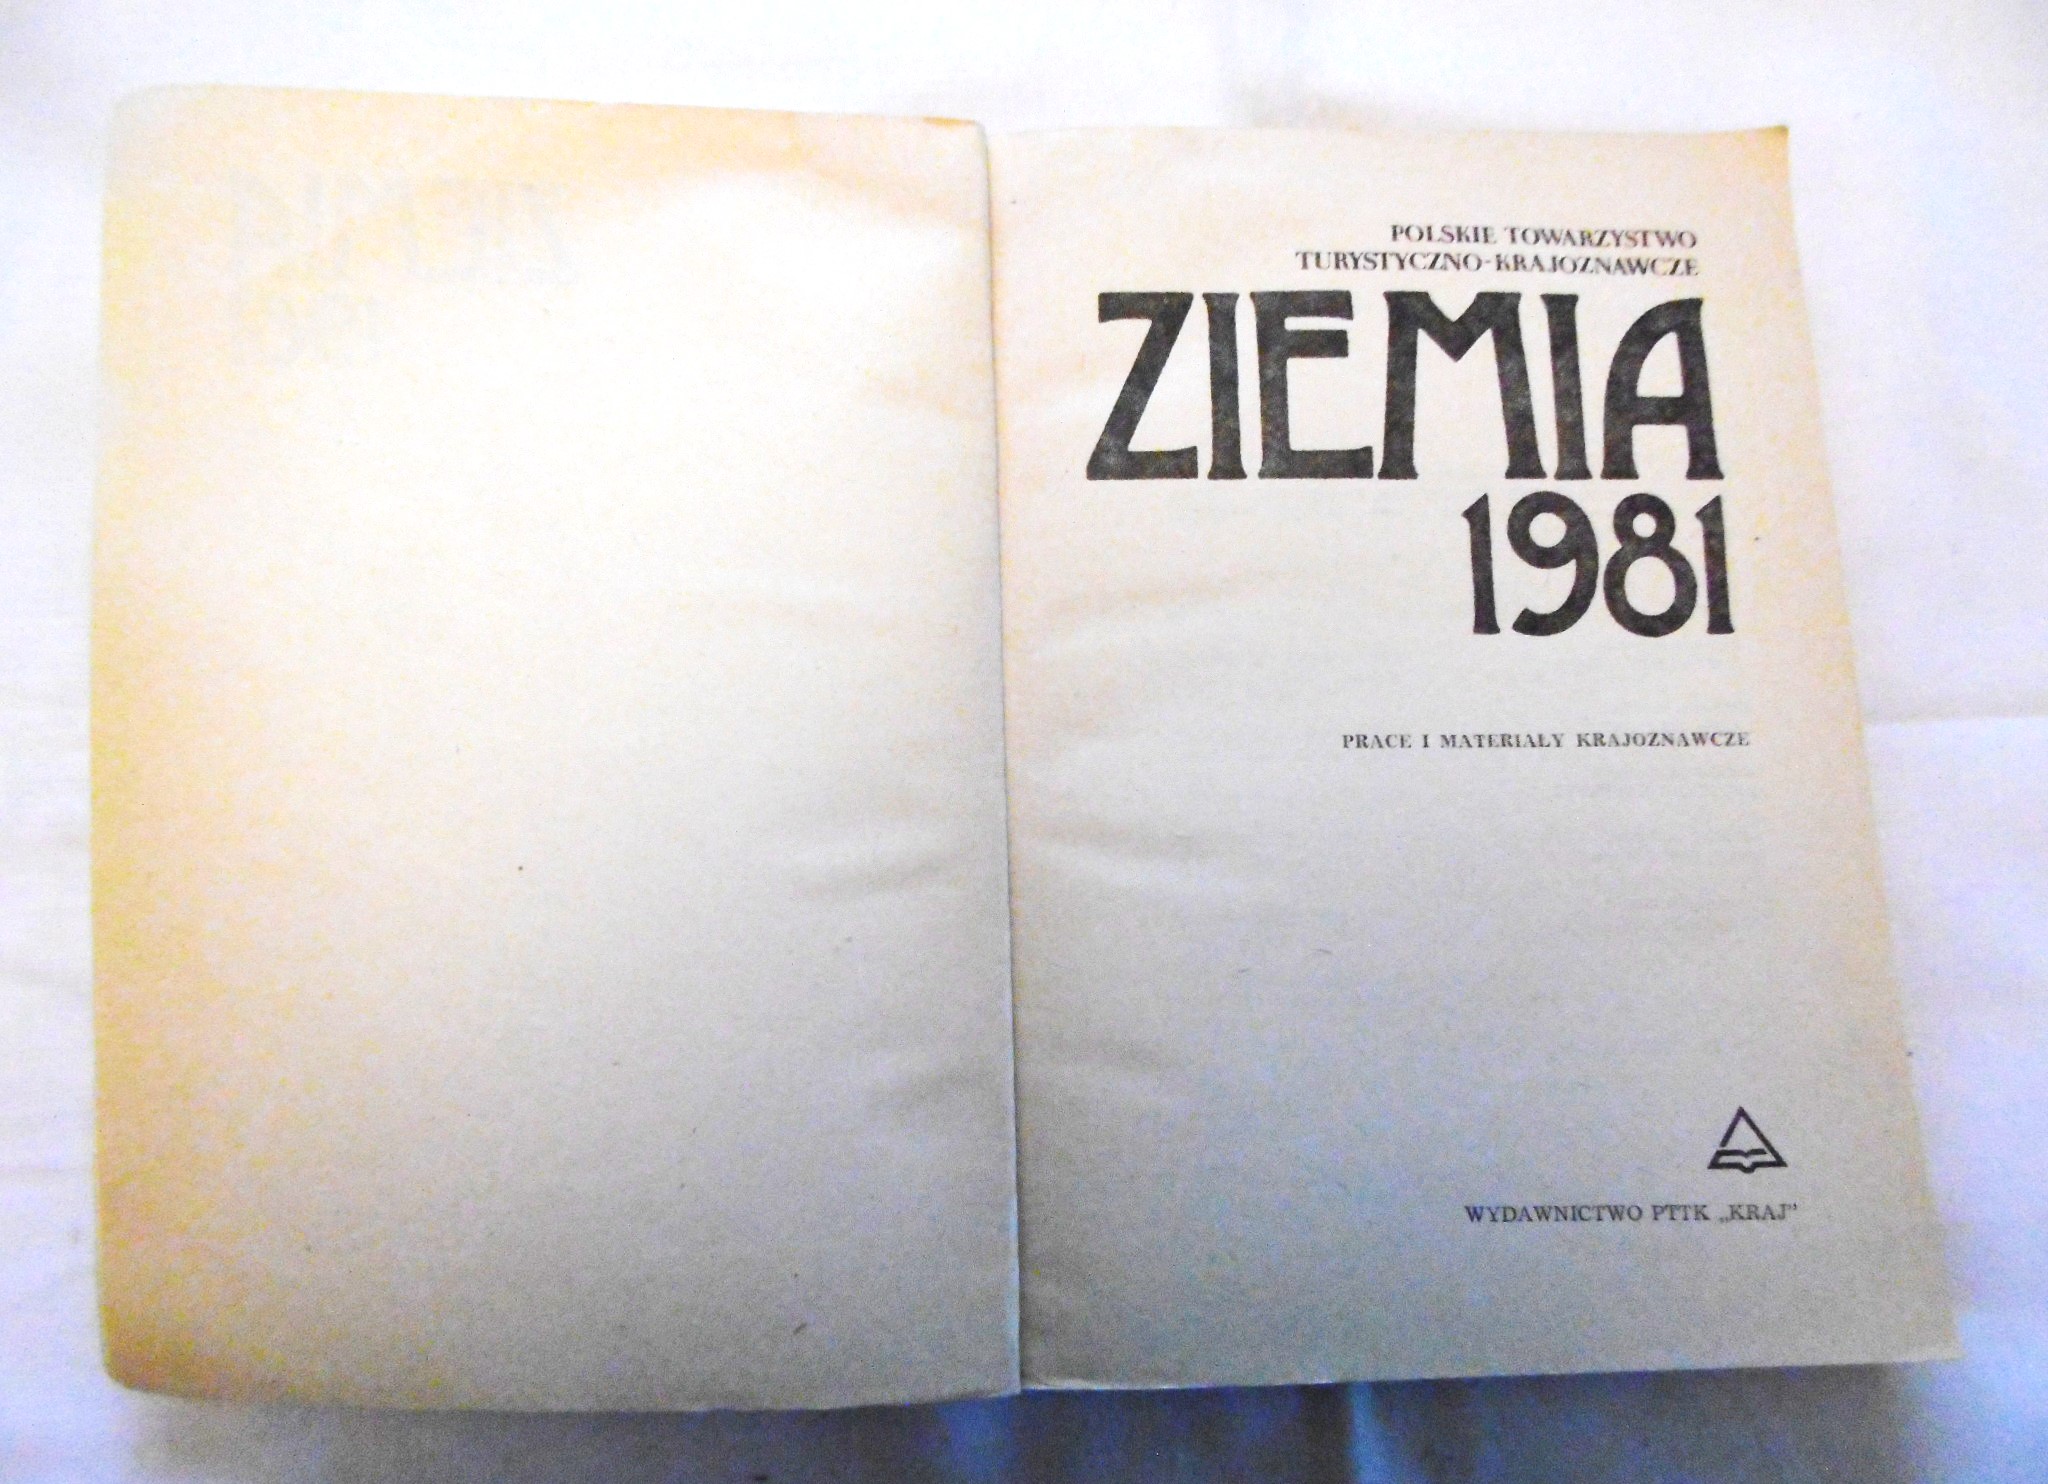 POLSKIE TOWARZYSTWO
TURYSTYCZNO-KRAJOZNAWCZE
ZIEMIA
1981
PRACE I MATERIAŁY KRAJOZNAWCZE
WYDAWNICTWO PTTK „KRAJ”